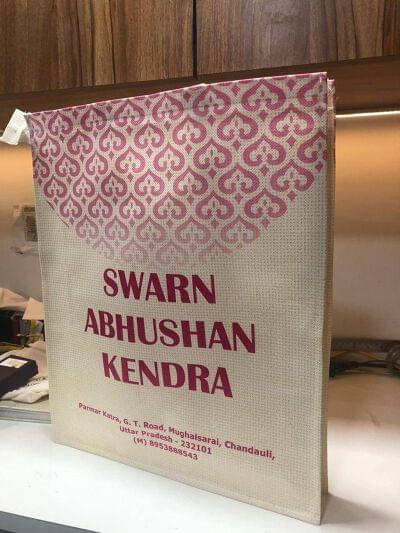 SWARN
ABHUSHAN
KENDRA
Parmar Katra, G. T. Road, Mughalsarai, Chandauli,
Uttar Pradesh - 232101
(M) 8953888543